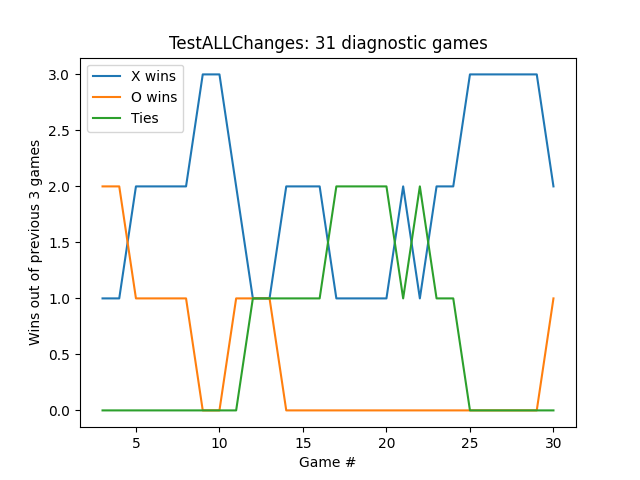 TestALLChanges: 31 diagnostic games
X wins
O wins
Ties
Wins out of previous 3 games
3.0
2.5
2.0
1.5
1.0
0.5
0.0
5
10
15
20
25
30
Game #